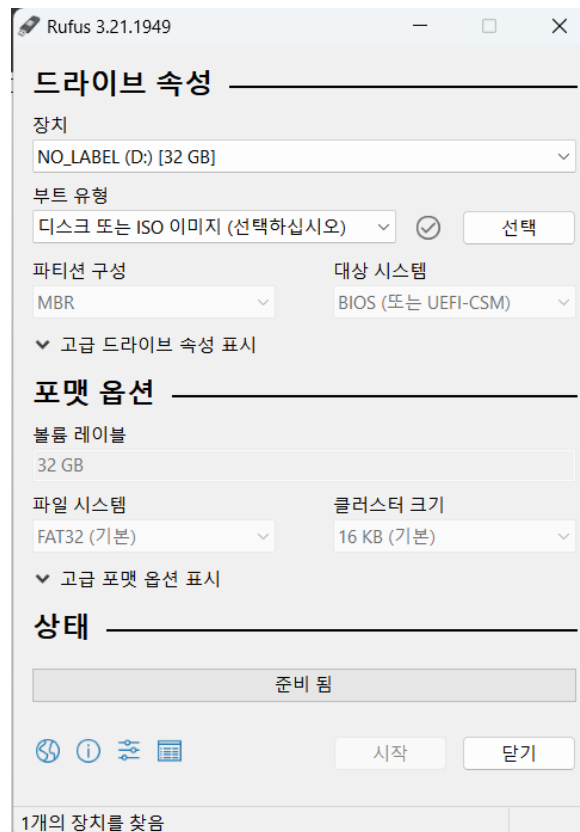 Rufus 3.21.1949
드라이브 속성
장치
NO_LABEL (D:) [32 GB]
부트 유형
디스크 또는 ISO 이미지 (선택하십시오)
선택
파티션 구성
대상 시스템
MBR
BIOS (또는 UEFI-CSM)
고급 드라이브 속성 표시
포맷 옵션
볼륨 레이블
32 GB
파일 시스템
클러스터 크기
FAT32 (기본)
16 KB (기본)
고급 포맷 옵션 표시
상태
준비 됨
시작
닫기
1개의 장치를 찾음